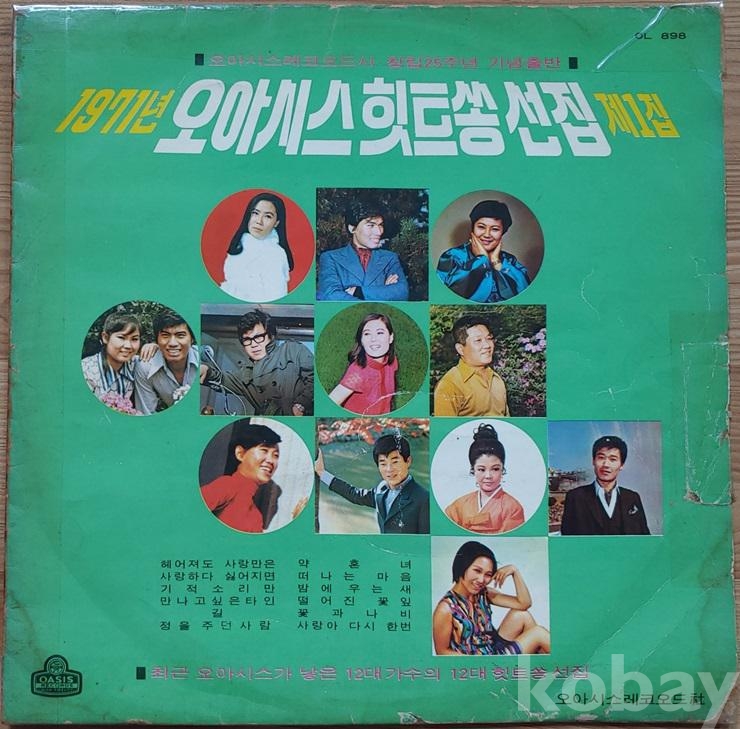 OL 898
오아시스레코오드사 창립25주년 기념출반
1971년 오아시스 힛트쏭 선집 제1집
헤어져도 사랑만은 약혼녀
사랑하다 싫어지면 떠나는 마음
기적소리만 밤에 우는 새
만나고싶은타인 떨어진 꽃잎
길 꽃과 나비
정을 주던 사람 사랑아 다시 한번
최근 오아시스가 낳은 12대 가수의 12대 힛트쏭 선집
OASIS
RECORDS
오아시스레코오드社
kobay